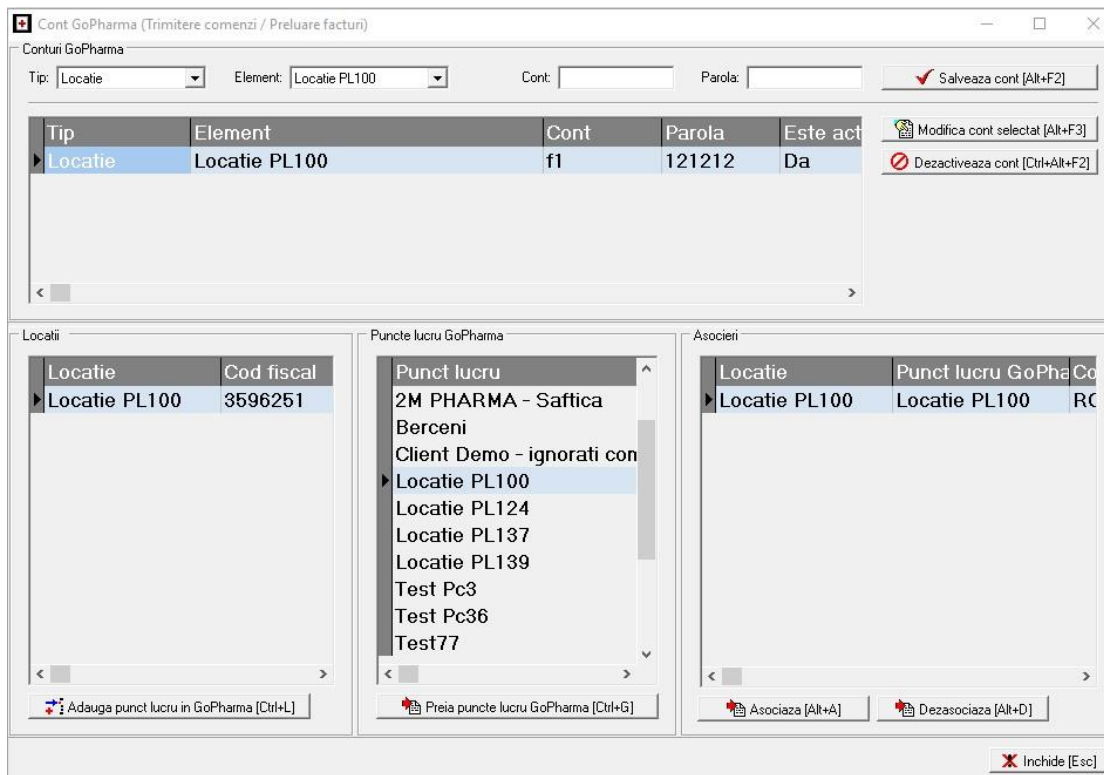 Cont GoPharma (Trimitere comenzi / Preluare facturi)
Conturi GoPharma
Tip: Locatie Element: Locatie PL100 Cont: Parola: Salveaza cont [Alt+F2]
Tip Element Cont Parola Este act
Locatie Locatie PL100 f1 121212 Da
Modifica cont selectat [Alt+F3]
Dezactiveaza cont [Ctrl+Alt+F2]
Locatii
Locatie Cod fiscal
Locatie PL100 3596251
Adauga punct lucru in GoPharma [Ctrl+L]
Puncte lucru GoPharma
Punct lucru
2M PHARMA - Saftica
Berceni
Client Demo - ignorati com
Locatie PL100
Locatie PL124
Locatie PL137
Locatie PL139
Test Pc3
Test Pc36
Test77
Preia puncte lucru GoPharma [Ctrl+G]
Asocieri
Locatie Punct lucru GoPha Co
Locatie PL100 Locatie PL100 RO
Asociaza [Alt+A] Dezasociaza [Alt+D]
Inchide [Esc]